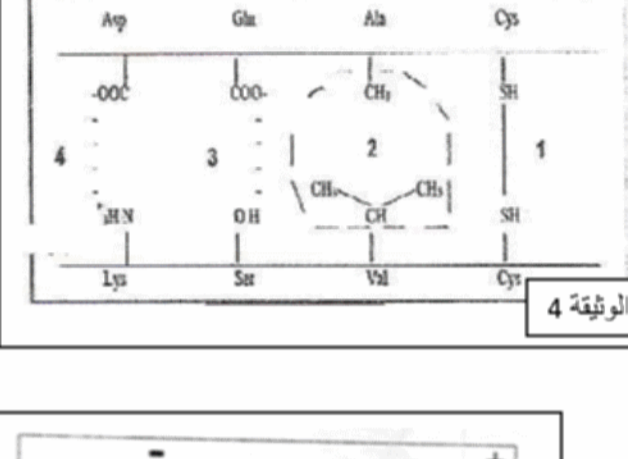 Asp Glu Ala Cys
-OOC COO- CH₃ SH
4 3 2 1
CH₃ CH₃
⁺₃HN OH CH SH
Lys Ser Val Cys
الوثيقة 4
- +